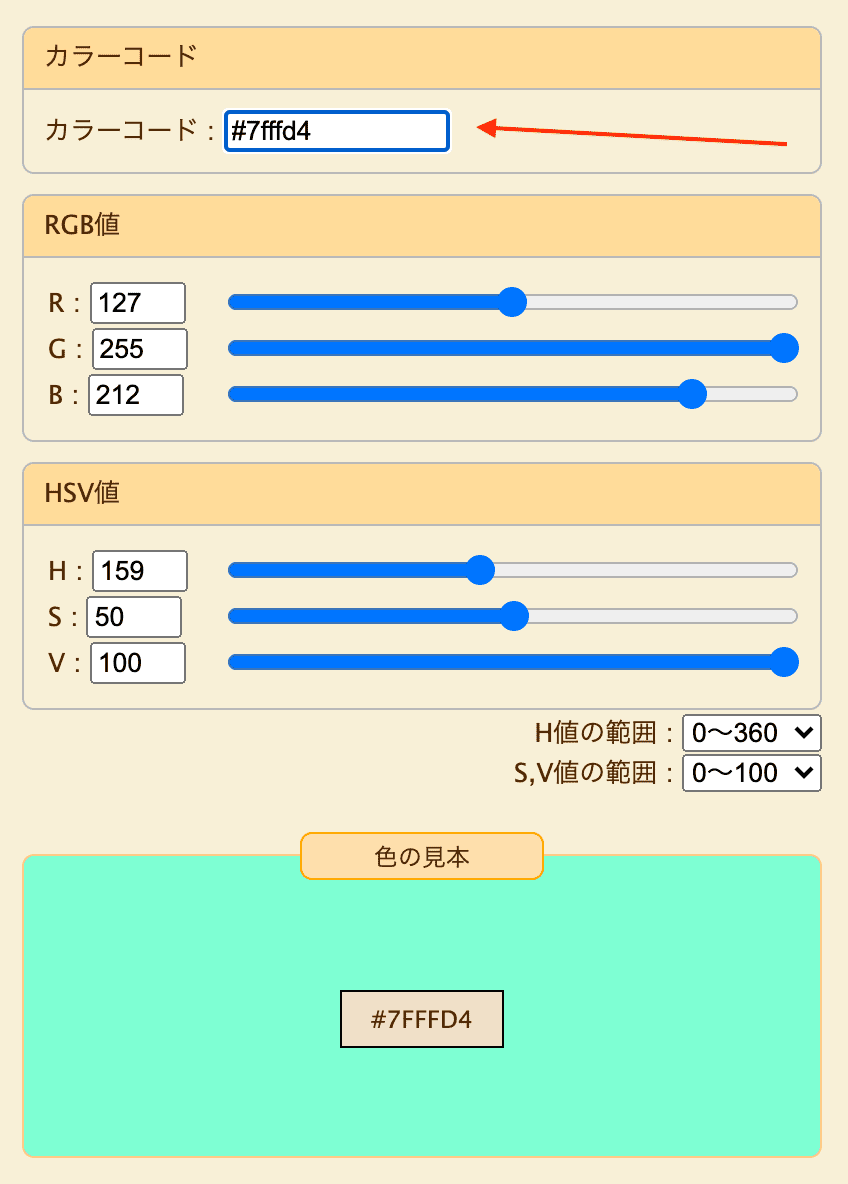 カラーコード
カラーコード：#7fffd4
RGB値
R：127
G：255
B：212
HSV値
H：159
S：50
V：100
H値の範囲：0〜360
S,V値の範囲：0〜100
色の見本
#7FFFD4